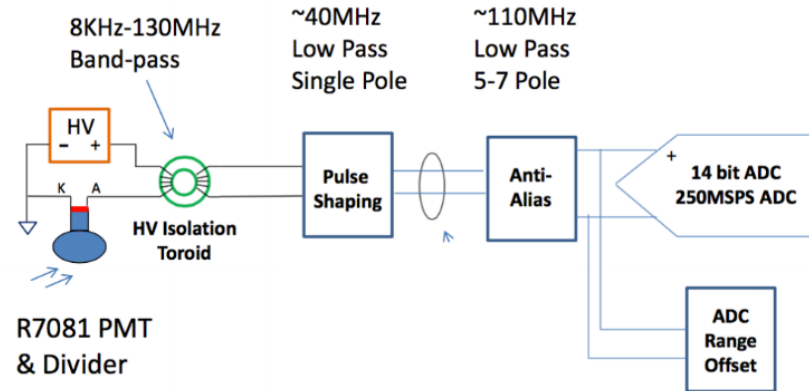 8KHz-130MHz
Band-pass
~40MHz
Low Pass
Single Pole
~110MHz
Low Pass
5-7 Pole
HV
- +
K A
HV Isolation
Toroid
Pulse
Shaping
Anti-
Alias
+
14 bit ADC
250MSPS ADC
R7081 PMT
& Divider
ADC
Range
Offset